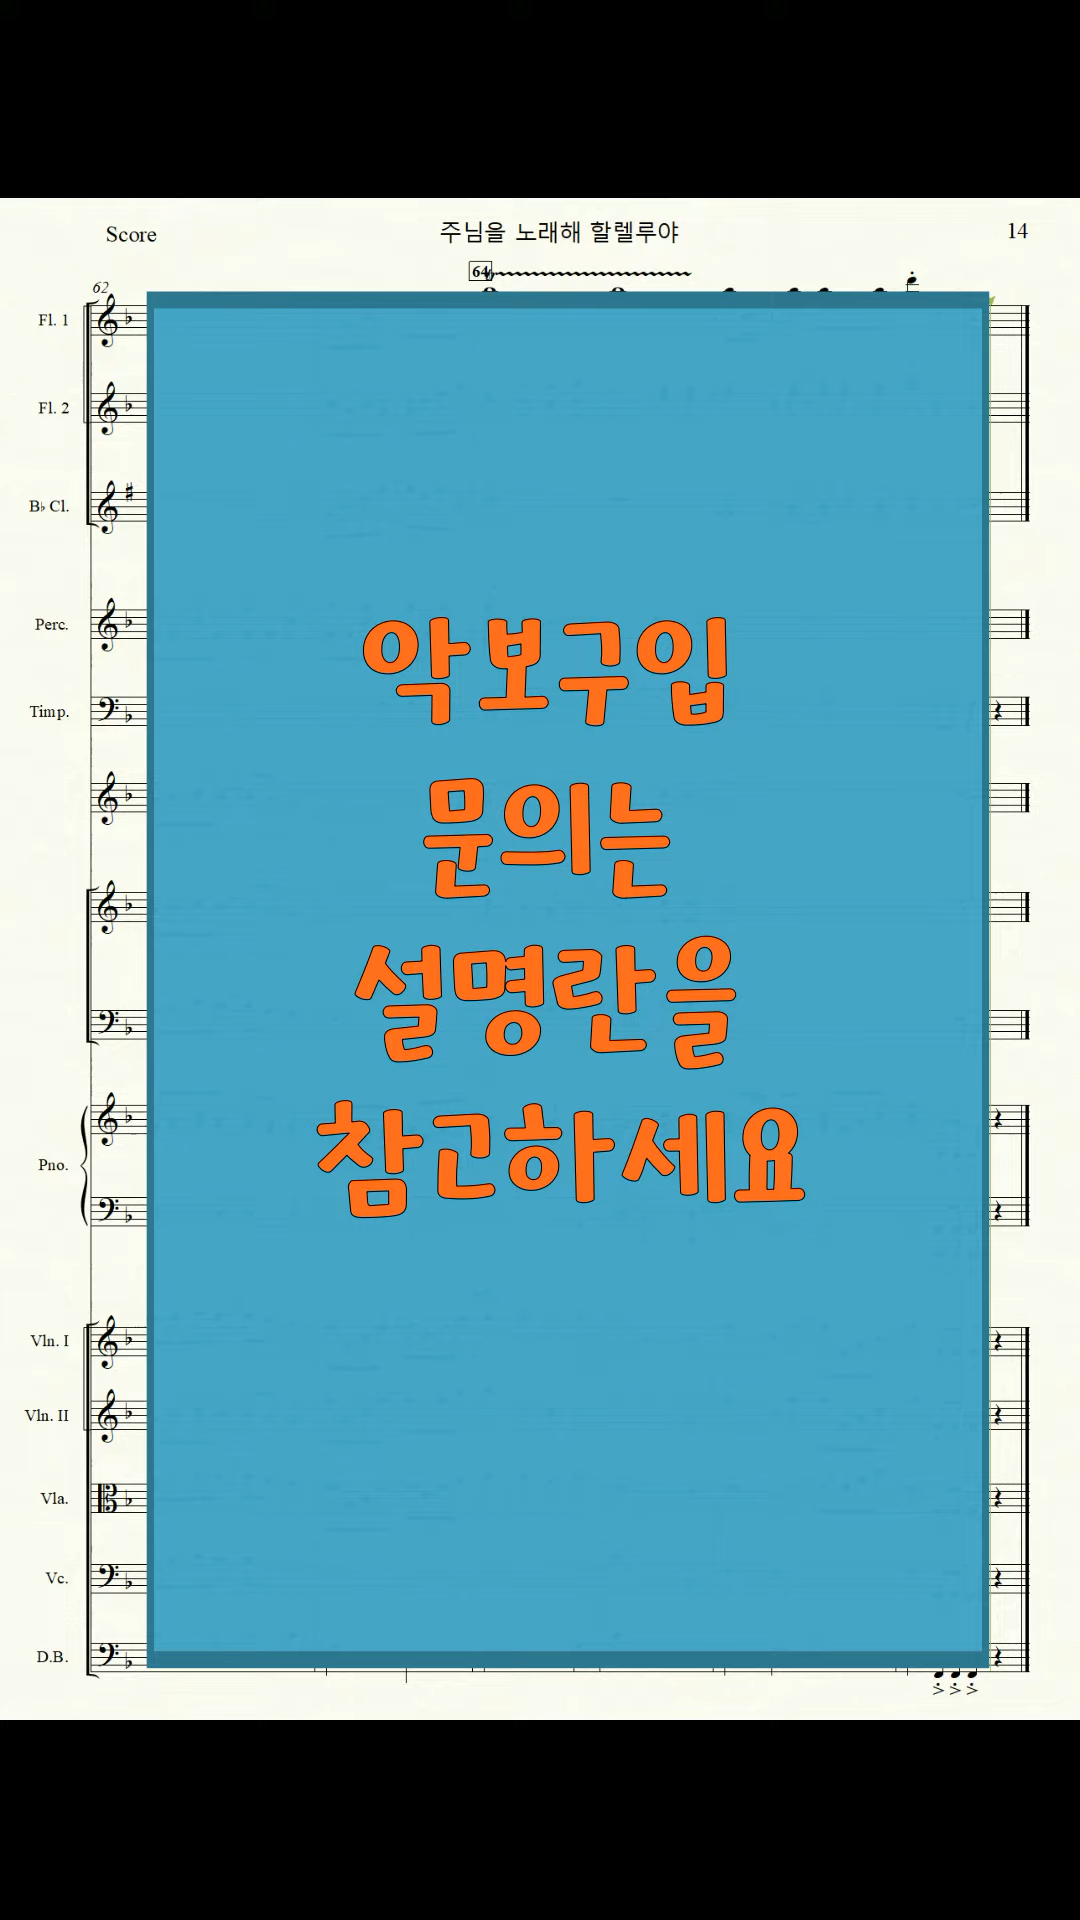 Score
주님을 노래해 할렐루야
14
62
64
Fl. 1
Fl. 2
B♭ Cl.
Perc.
Timp.
악보구입
문의는
설명란을
참고하세요
Pno.
Vln. I
Vln. II
Vla.
Vc.
D.B.